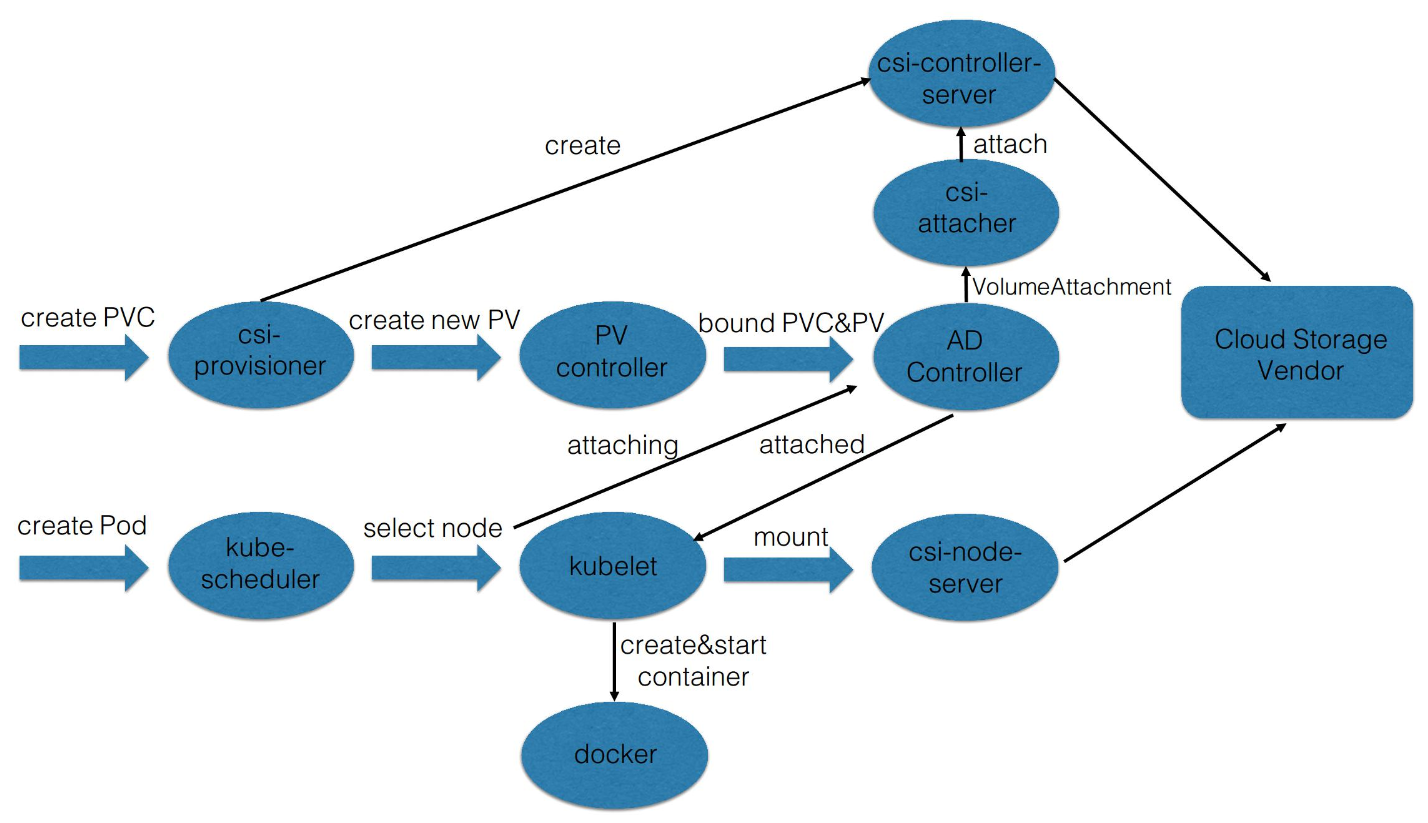 csi-controller-
server
create
attach
csi-
attacher
VolumeAttachment
create PVC
csi-
provisioner
create new PV
PV
controller
bound PVC&PV
AD
Controller
Cloud Storage
Vendor
attaching
attached
create Pod
kube-
scheduler
select node
kubelet
mount
csi-node-
server
create&start
container
docker